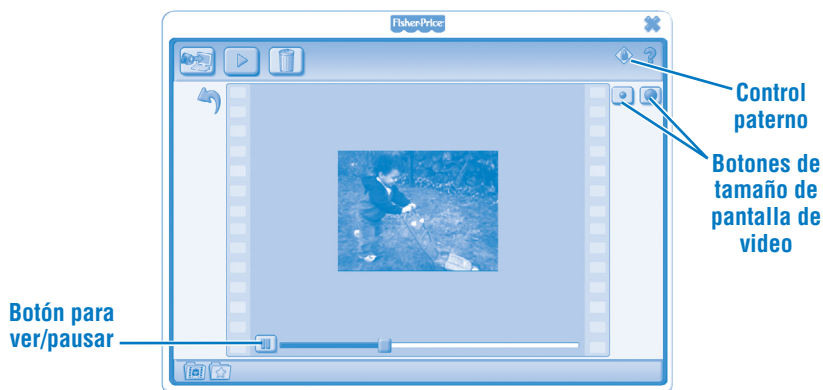 Fisher-Price
?
Control
paterno
Botones de
tamaño de
pantalla de
video
Botón para
ver/pausar